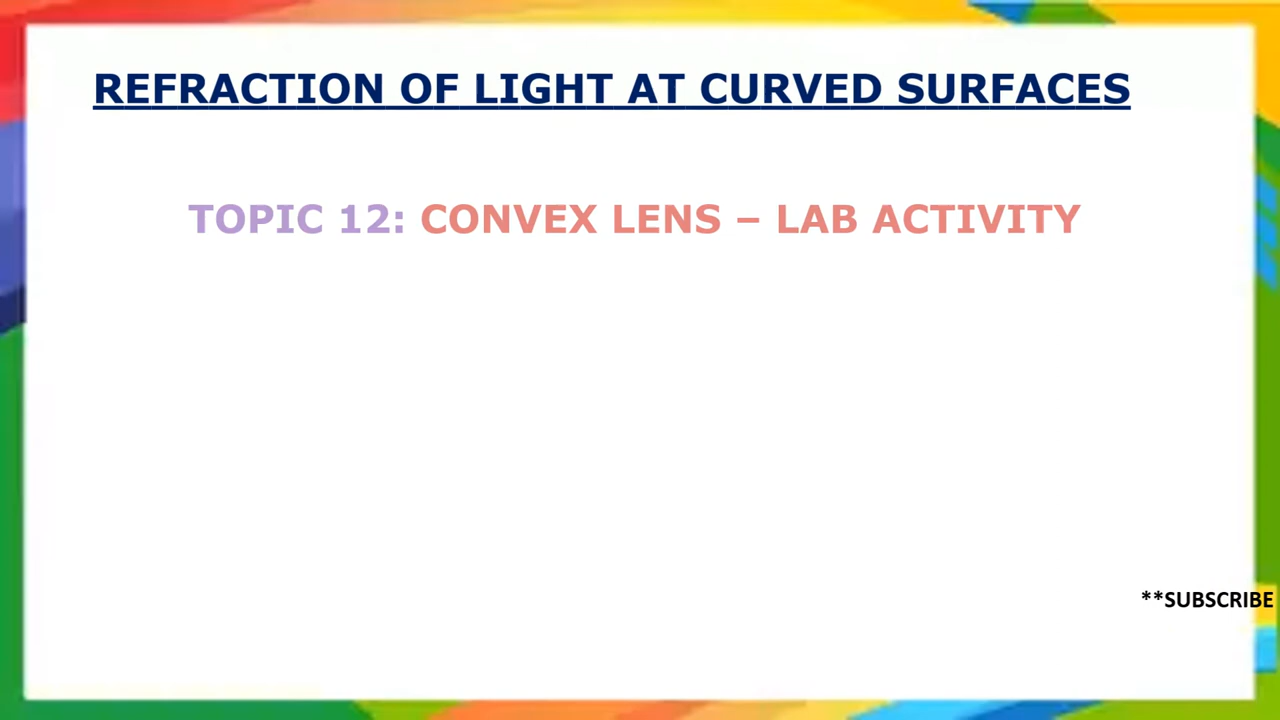 REFRACTION OF LIGHT AT CURVED SURFACES
TOPIC 12: CONVEX LENS – LAB ACTIVITY
**SUBSCRIBE